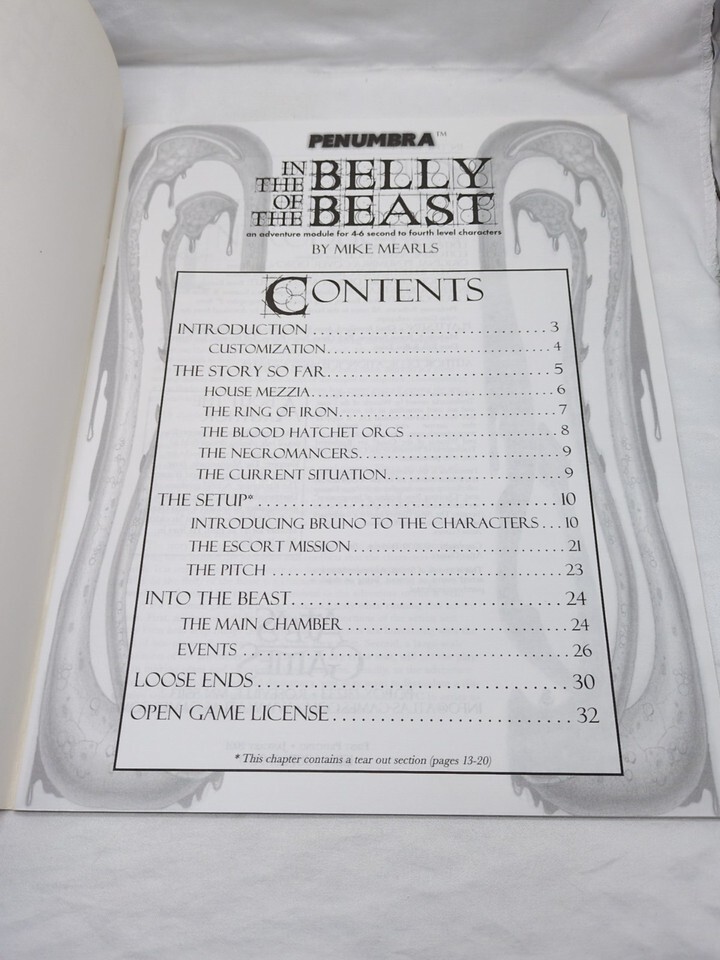 PENUMBRA™
IN THE BELLY
OF THE BEAST
an adventure module for 4-6 second to fourth level characters
BY MIKE MEARLS
CONTENTS
INTRODUCTION .............................. 3
CUSTOMIZATION............................. 4
THE STORY SO FAR............................. 5
HOUSE MEZZIA............................... 6
THE RING OF IRON............................ 7
THE BLOOD HATCHET ORCS .................... 8
THE NECROMANCERS.......................... 9
THE CURRENT SITUATION...................... 9
THE SETUP* ...................................... 10
INTRODUCING BRUNO TO THE CHARACTERS ... 10
THE ESCORT MISSION .......................... 21
THE PITCH .................................... 23
INTO THE BEAST.................................. 24
THE MAIN CHAMBER .......................... 24
EVENTS ........................................ 26
LOOSE ENDS ...................................... 30
OPEN GAME LICENSE............................. 32
* This chapter contains a tear out section (pages 13-20)